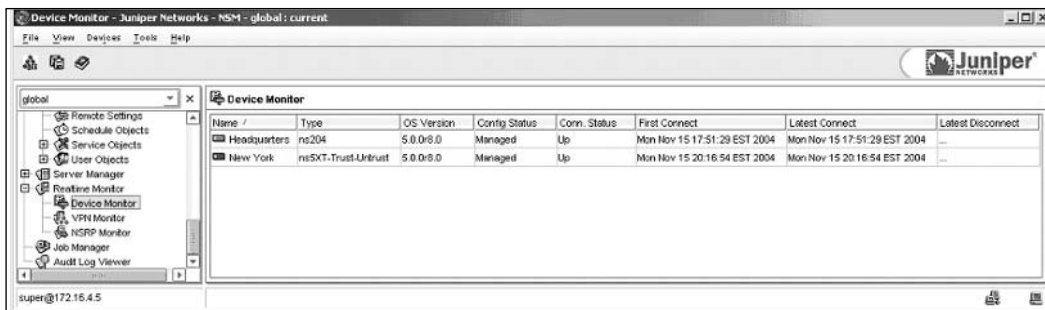 Device Monitor - Juniper Networks - NSM - global : current
File View Devices Tools Help
Juniper
NETWORKS
global
Remote Settings
Schedule Objects
Service Objects
User Objects
Server Manager
Realtime Monitor
Device Monitor
VPN Monitor
NSRP Monitor
Job Manager
Audit Log Viewer
Device Monitor
Name / Type OS Version Config Status Conn. Status First Connect Latest Connect Latest Disconnect
Headquarters ns204 5.0.0r8.0 Managed Up Mon Nov 15 17:51:29 EST 2004 Mon Nov 15 17:51:29 EST 2004 ...
New York ns5XT-Trust-Untrust 5.0.0r8.0 Managed Up Mon Nov 15 20:16:54 EST 2004 Mon Nov 15 20:16:54 EST 2004 ...
super@172.16.4.5